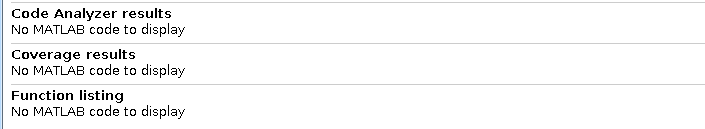 Code Analyzer results
No MATLAB code to display
Coverage results
No MATLAB code to display
Function listing
No MATLAB code to display